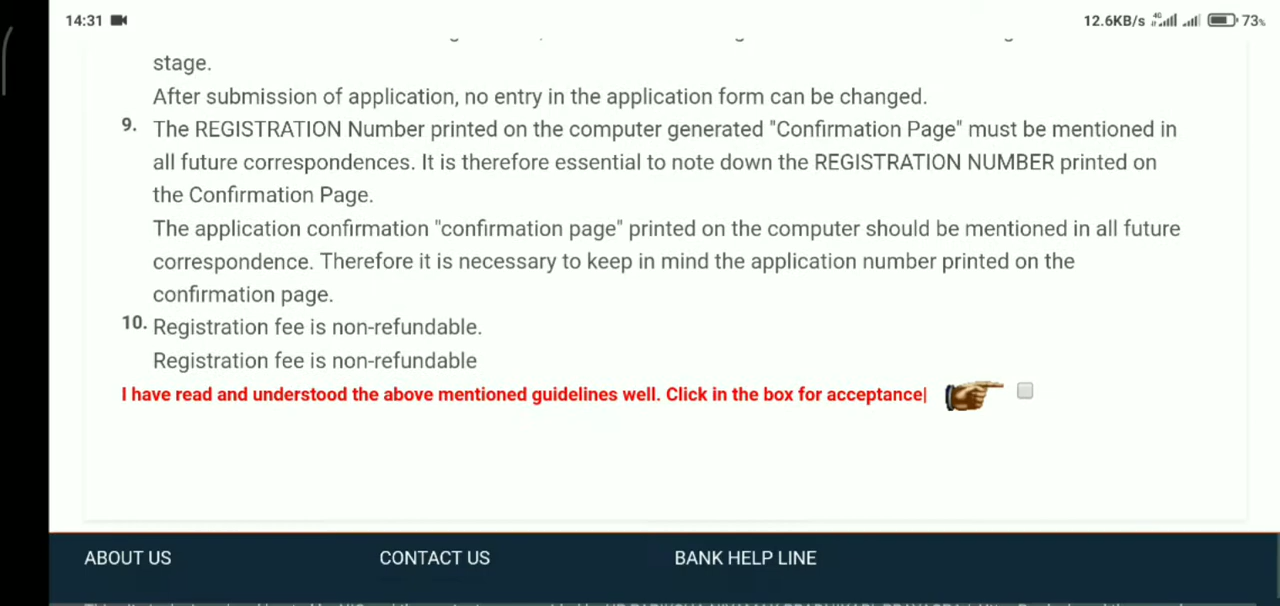 14:31 12.6KB/s 4G 73%
stage.
After submission of application, no entry in the application form can be changed.
9. The REGISTRATION Number printed on the computer generated "Confirmation Page" must be mentioned in
all future correspondences. It is therefore essential to note down the REGISTRATION NUMBER printed on
the Confirmation Page.
The application confirmation "confirmation page" printed on the computer should be mentioned in all future
correspondence. Therefore it is necessary to keep in mind the application number printed on the
confirmation page.
10. Registration fee is non-refundable.
Registration fee is non-refundable
I have read and understood the above mentioned guidelines well. Click in the box for acceptance|
ABOUT US CONTACT US BANK HELP LINE